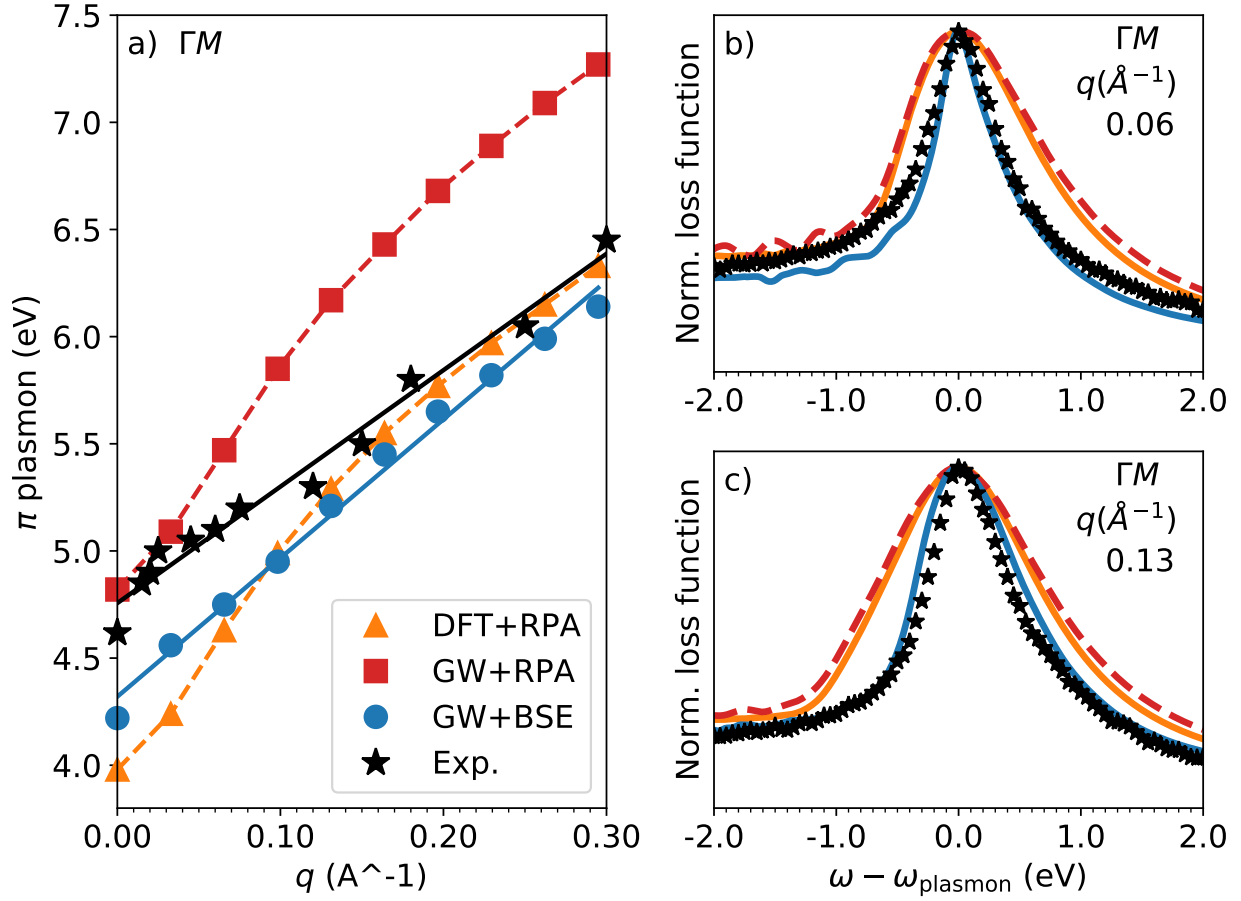 a) ΓM
7.5
7.0
6.5
6.0
5.5
5.0
4.5
4.0
π plasmon (eV)
DFT+RPA
GW+RPA
GW+BSE
Exp.
0.00
0.10
0.20
0.30
q (A^-1)
b)
ΓM
q(Å⁻¹)
0.06
Norm. loss function
-2.0
-1.0
0.0
1.0
2.0
c)
ΓM
q(Å⁻¹)
0.13
Norm. loss function
-2.0
-1.0
0.0
1.0
2.0
ω − ωplasmon (eV)